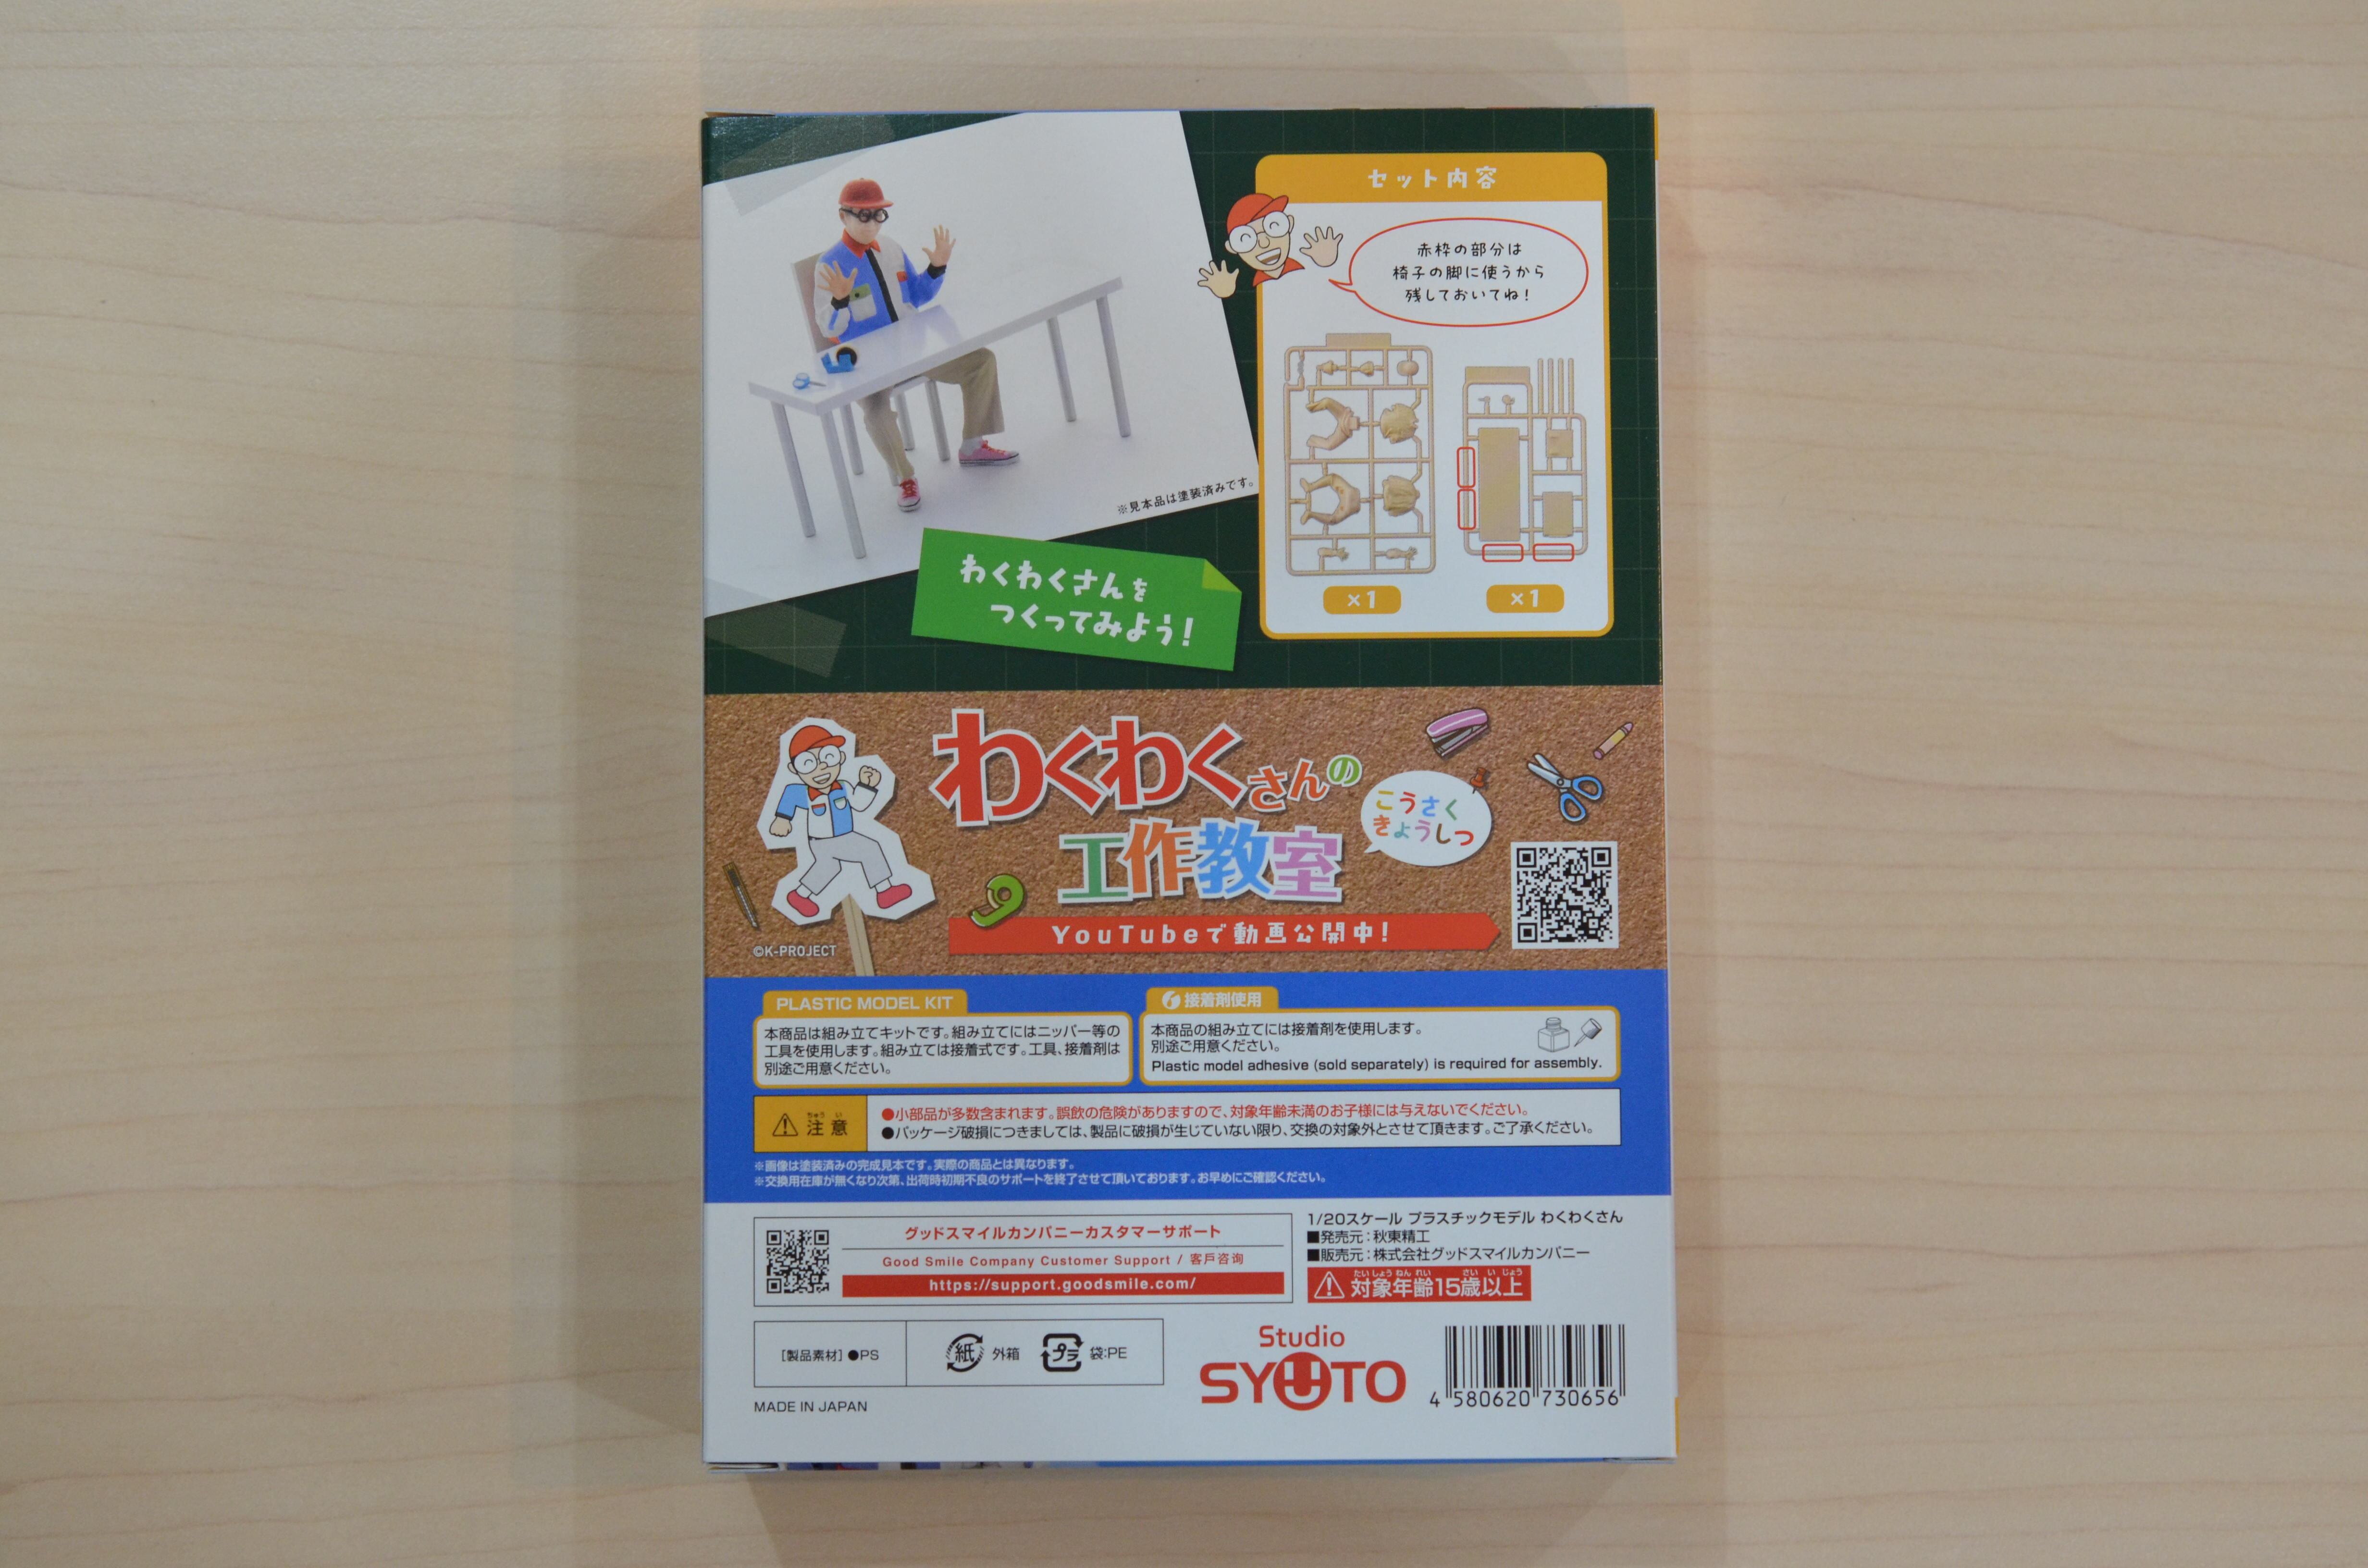 セット内容
赤枠の部分は
椅子の脚に使うから
残しておいてね！
×1
×1
※見本品は塗装済みです。
わくわくさんを
つくってみよう！
わくわくさんの
工作教室
こうさく
きょうしつ
YouTubeで動画公開中！
©K-PROJECT
PLASTIC MODEL KIT
本商品は組み立てキットです。組み立てにはニッパー等の
工具を使用します。組み立ては接着式です。工具、接着剤は
別途ご用意ください。
接着剤使用
本商品の組み立てには接着剤を使用します。
別途ご用意ください。
Plastic model adhesive (sold separately) is required for assembly.
ちゅう い
注意
●小部品が多数含まれます。誤飲の危険がありますので、対象年齢未満のお子様には与えないでください。
●パッケージ破損につきましては、製品に破損が生じていない限り、交換の対象外とさせて頂きます。ご了承ください。
※画像は塗装済みの完成見本です。実際の商品とは異なります。
※交換用在庫が無くなり次第、出荷時初期不良のサポートを終了させて頂いております。お早めにご確認ください。
グッドスマイルカンパニーカスタマーサポート
Good Smile Company Customer Support / 客戶咨询
https://support.goodsmile.com/
1/20スケール プラスチックモデル わくわくさん
■発売元：秋東精工
■販売元：株式会社グッドスマイルカンパニー
たいしょう ねん れい さい い じょう
対象年齢15歳以上
［製品素材］●PS
紙 外箱
プラ 袋:PE
MADE IN JAPAN
Studio
SYUTO
4 580620 730656